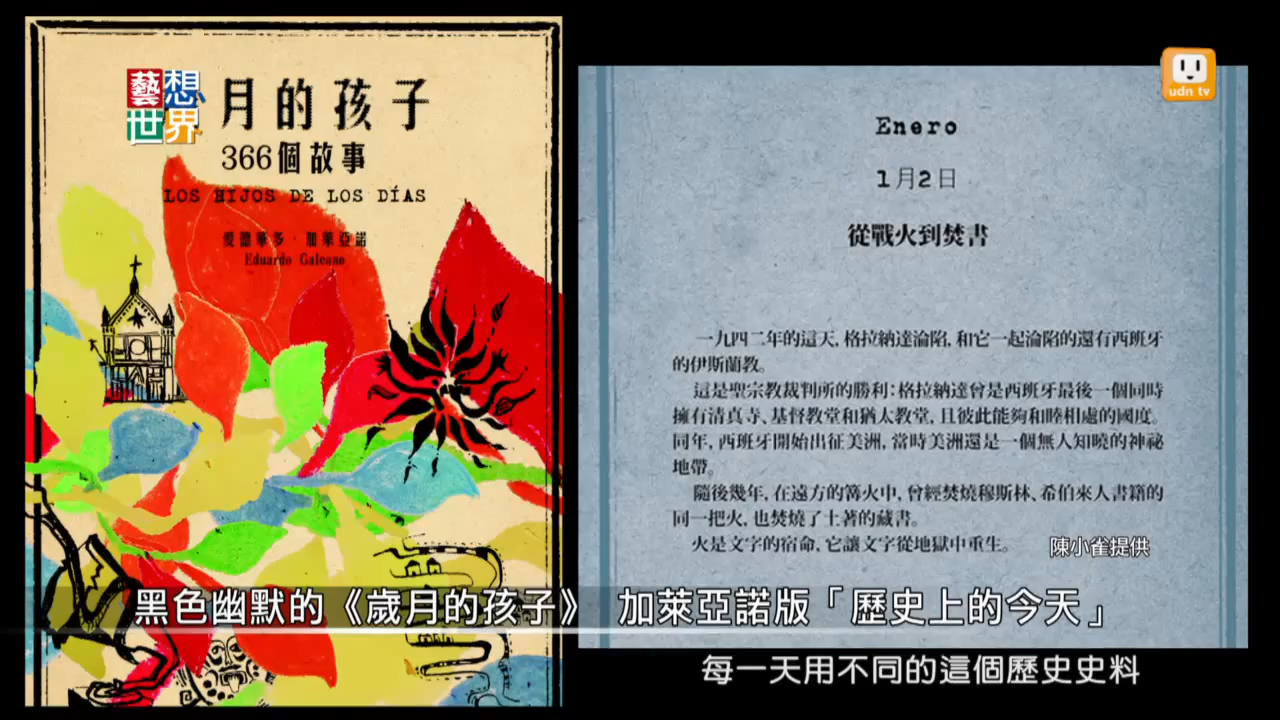 藝想
世界
月的孩子
366個故事
LOS HIJOS DE LOS DÍAS
愛德華多·加萊亞諾
Eduardo Galeano
udn tv
Enero
1月2日
從戰火到焚書
一九四二年的這天,格拉納達淪陷,和它一起淪陷的還有西班牙
的伊斯蘭教。
這是聖宗教裁判所的勝利:格拉納達曾是西班牙最後一個同時
擁有清真寺、基督教堂和猶太教堂,且彼此能夠和睦相處的國度。
同年,西班牙開始出征美洲,當時美洲還是一個無人知曉的神祕
地帶。
隨後幾年,在遠方的篝火中,曾經焚燒穆斯林、希伯來人書籍的
同一把火,也焚燒了土著的藏書。
火是文字的宿命,它讓文字從地獄中重生。
陳小雀提供
黑色幽默的《歲月的孩子》 加萊亞諾版「歷史上的今天」
每一天用不同的這個歷史史料